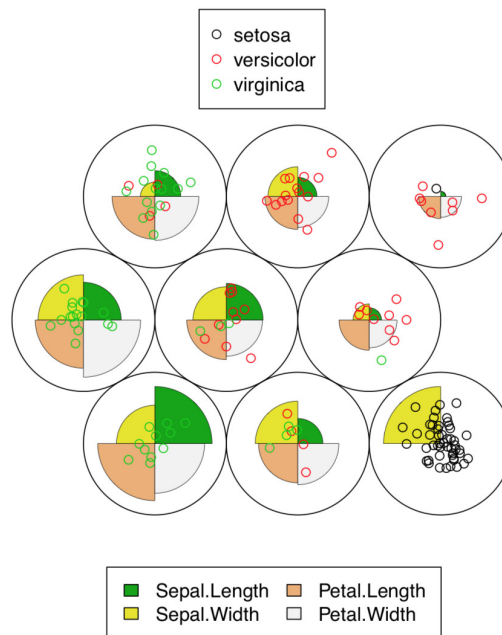 setosa
versicolor
virginica
Sepal.Length Petal.Length
Sepal.Width Petal.Width